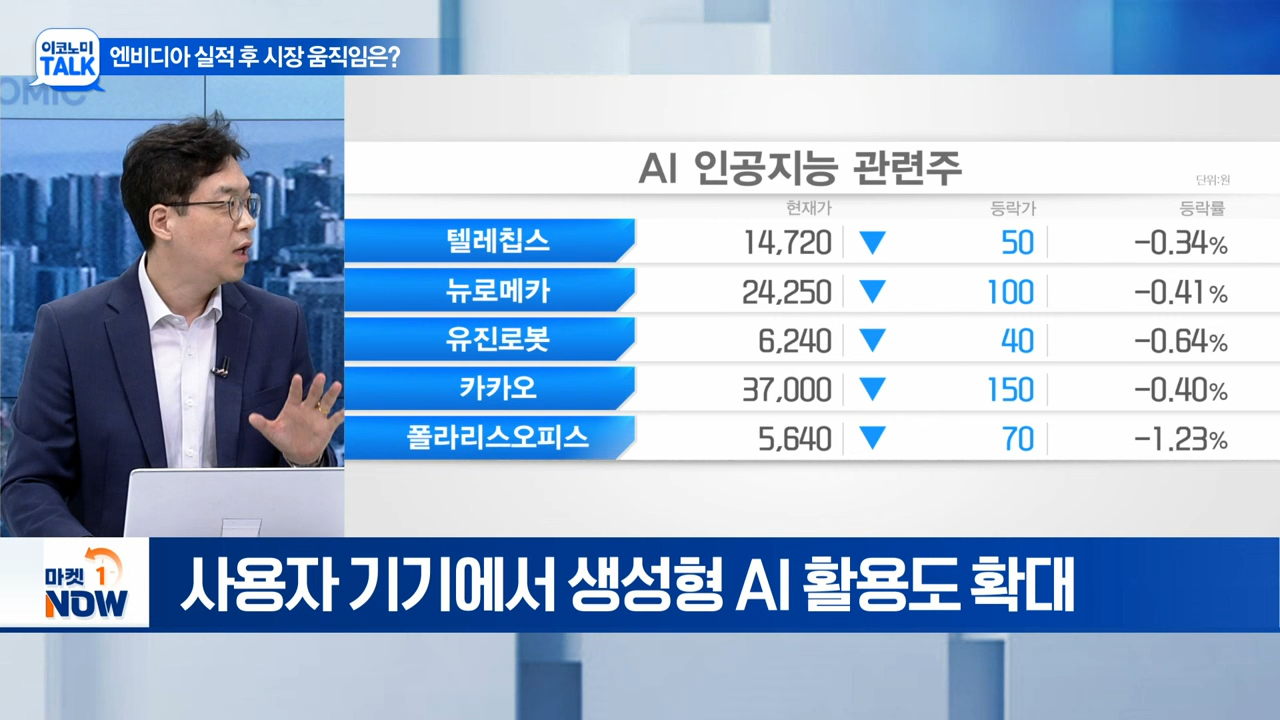 이코노미
TALK
엔비디아 실적 후 시장 움직임은?
OMIC
AI 인공지능 관련주
단위:원
현재가 등락가 등락률
텔레칩스 14,720 ▼ 50 -0.34%
뉴로메카 24,250 ▼ 100 -0.41%
유진로봇 6,240 ▼ 40 -0.64%
카카오 37,000 ▼ 150 -0.40%
폴라리스오피스 5,640 ▼ 70 -1.23%
마켓 1
NOW
사용자 기기에서 생성형 AI 활용도 확대